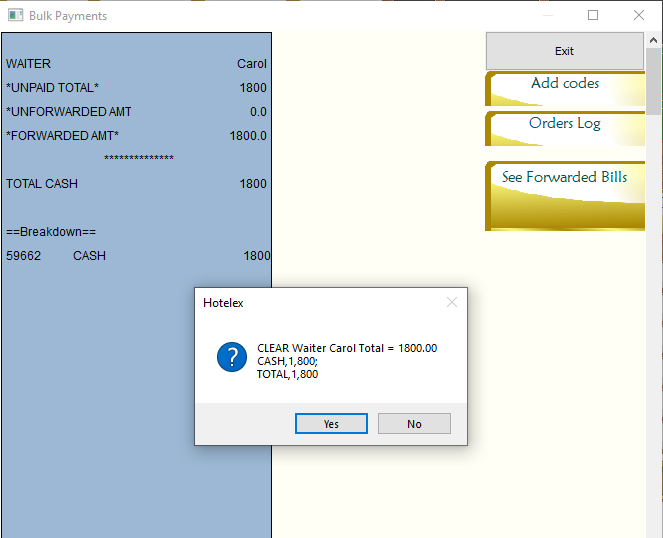 Bulk Payments
WAITER Carol
*UNPAID TOTAL* 1800
*UNFORWARDED AMT 0.0
*FORWARDED AMT* 1800.0
**************
TOTAL CASH 1800
==Breakdown==
59662 CASH 1800
Exit
Add codes
Orders Log
See Forwarded Bills
Hotelex
CLEAR Waiter Carol Total = 1800.00
CASH,1,800;
TOTAL,1,800
Yes
No